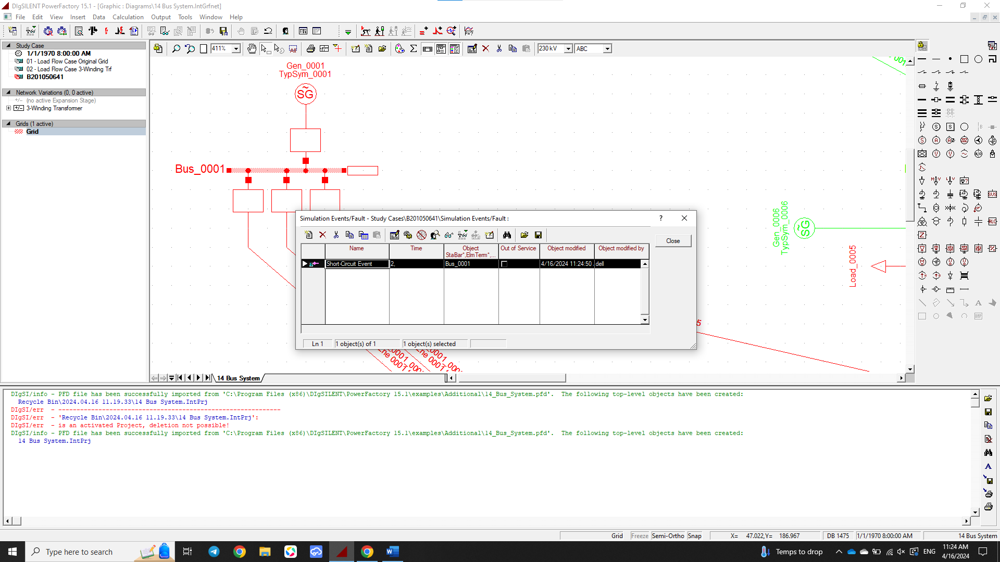 DIgSILENT PowerFactory 15.1 - [Graphic : Diagrams\14 Bus System.IntGrfnet]
File Edit View Insert Data Calculation Output Tools Window Help
411%
230 kV
ABC
Study Case
1/1/1970 8:00:00 AM
01 - Load Flow Case Original Grid
02 - Load Flow Case 3-Winding Trf
B201050641
Network Variations (0, 0 active)
(no active Expansion Stage)
3-Winding Transformer
Grids (1 active)
Grid
Gen_0001
TypSym_0001
SG
Bus_0001
Gen_0006
TypSym_0006
SG
Load_0005
Simulation Events/Fault - Study Cases\B201050641\Simulation Events/Fault :
Close
Name Time Object Out of Service Object modified Object modified by
StaBar*,ElmTerm*,...
Short-Circuit Event 2, Bus_0001 4/16/2024 11:24:50 dell
Ln 1 1 object(s) of 1 1 object(s) selected
14 Bus System
DIgSI/info - PFD file has been successfully imported from 'C:\Program Files (x86)\DIgSILENT\PowerFactory 15.1\examples\Additional\14_Bus_System.pfd'. The following top-level objects have been created:
Recycle Bin\2024.04.16 11.19.33\14 Bus System.IntPrj
DIgSI/err - ----------------------------------------------------------
DIgSI/err - 'Recycle Bin\2024.04.16 11.19.33\14 Bus System.IntPrj':
DIgSI/err - is an activated Project, deletion not possible!
DIgSI/info - PFD file has been successfully imported from 'C:\Program Files (x86)\DIgSILENT\PowerFactory 15.1\examples\Additional\14_Bus_System.pfd'. The following top-level objects have been created:
14 Bus System.IntPrj
Grid Freeze Semi-Ortho Snap X= 47.022,Y= 186.967 DB 1475 1/1/1970 8:00:00 AM 14 Bus System
Type here to search
Temps to drop
ENG
11:24 AM
4/16/2024